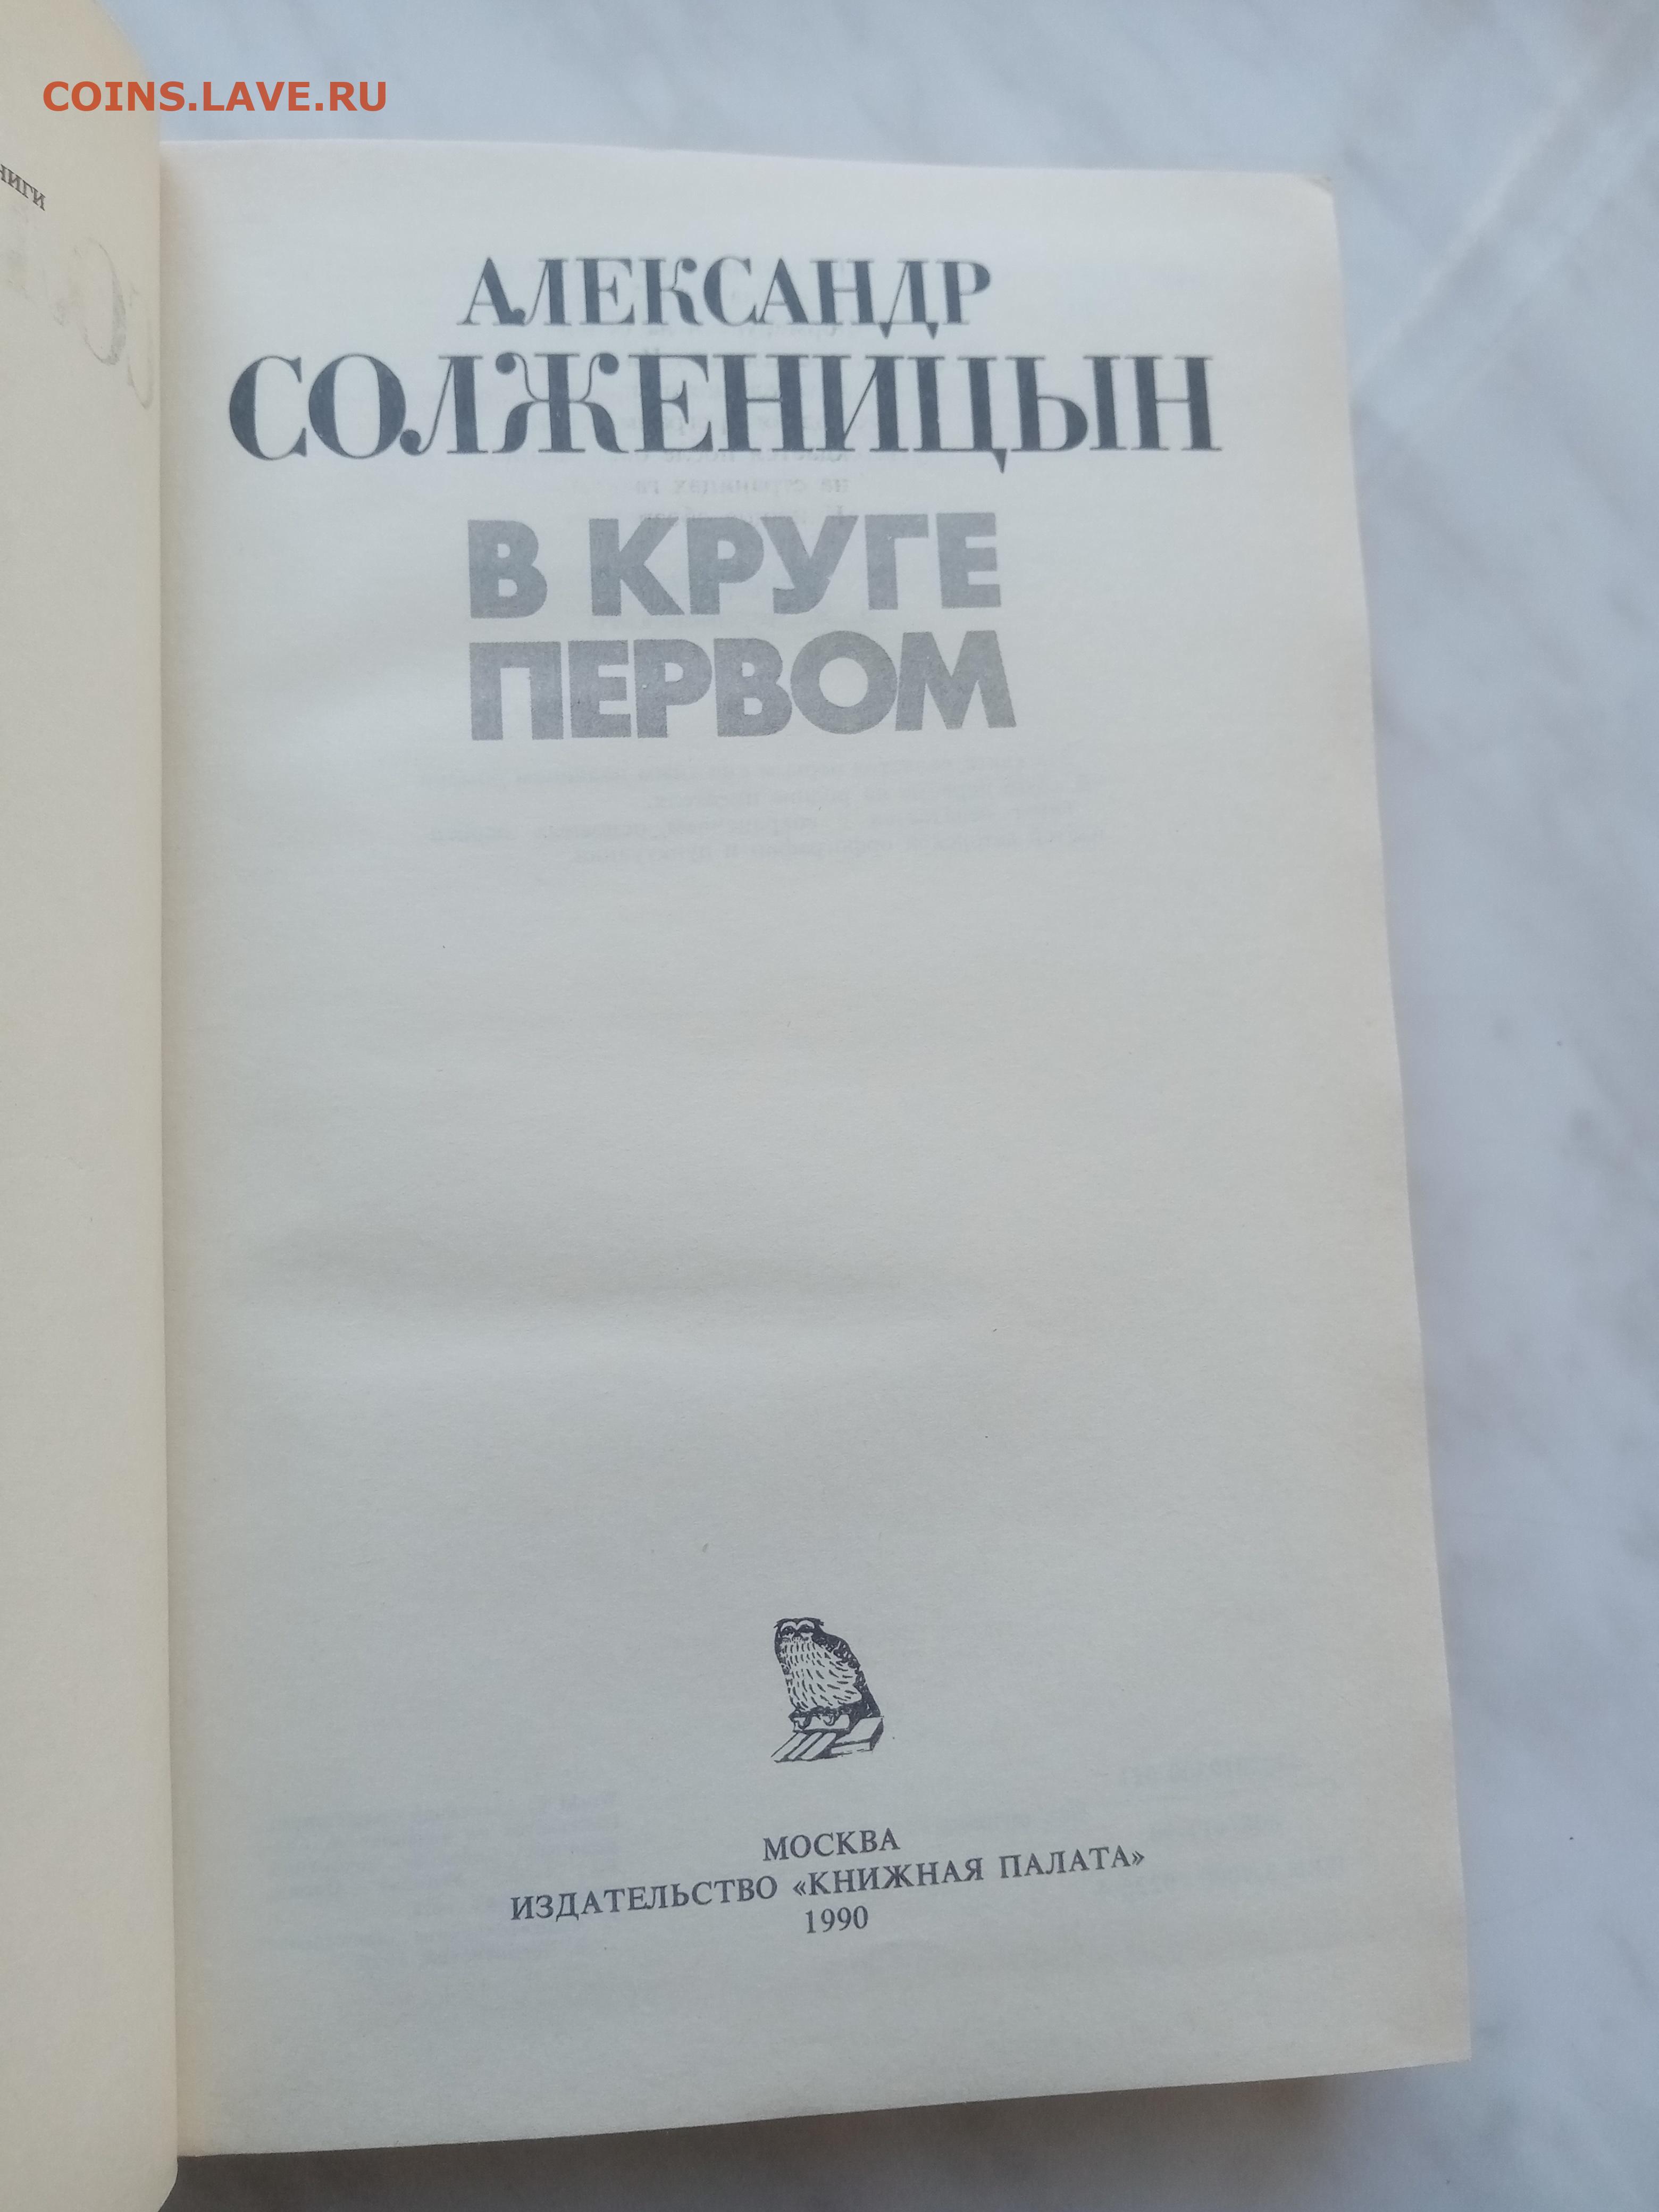 COINS.LAVE.RU
АЛЕКСАНДР
СОЛЖЕНИЦЫН
В КРУГЕ
ПЕРВОМ
МОСКВА
ИЗДАТЕЛЬСТВО «КНИЖНАЯ ПАЛАТА»
1990